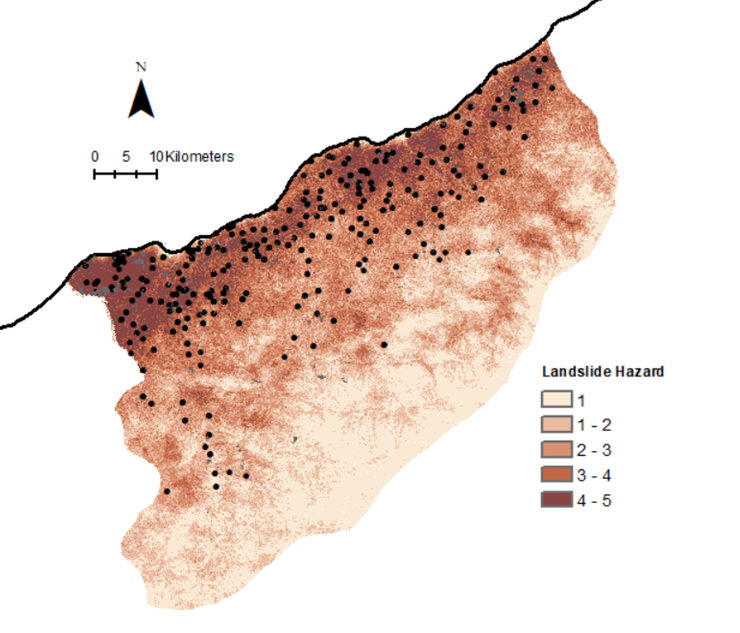 N
0 5 10Kilometers
Landslide Hazard
1
1 - 2
2 - 3
3 - 4
4 - 5